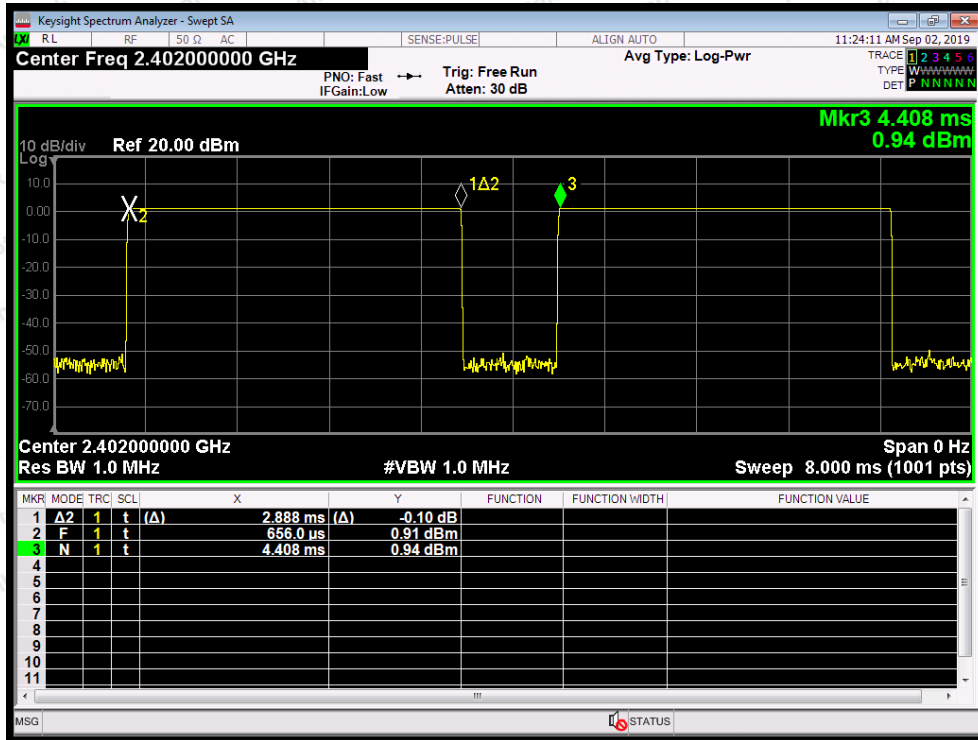 Keysight Spectrum Analyzer - Swept SA
LXI RL RF 50 Ω AC SENSE:PULSE ALIGN AUTO 11:24:11 AM Sep 02, 2019
Center Freq 2.402000000 GHz Avg Type: Log-Pwr TRACE 1 2 3 4 5 6
PNO: Fast Trig: Free Run TYPE WWWWWW
IFGain:Low Atten: 30 dB DET P N N N N N
Mkr3 4.408 ms
0.94 dBm
10 dB/div Ref 20.00 dBm
Log
10.0
1Δ2 3
0.00
X2
-10.0
-20.0
-30.0
-40.0
-50.0
-60.0
-70.0
Center 2.402000000 GHz Span 0 Hz
Res BW 1.0 MHz #VBW 1.0 MHz Sweep 8.000 ms (1001 pts)
MKR MODE TRC SCL X Y FUNCTION FUNCTION WIDTH FUNCTION VALUE
1 Δ2 1 t (Δ) 2.888 ms (Δ) -0.10 dB
2 F 1 t 656.0 µs 0.91 dBm
3 N 1 t 4.408 ms 0.94 dBm
4
5
6
7
8
9
10
11
MSG STATUS